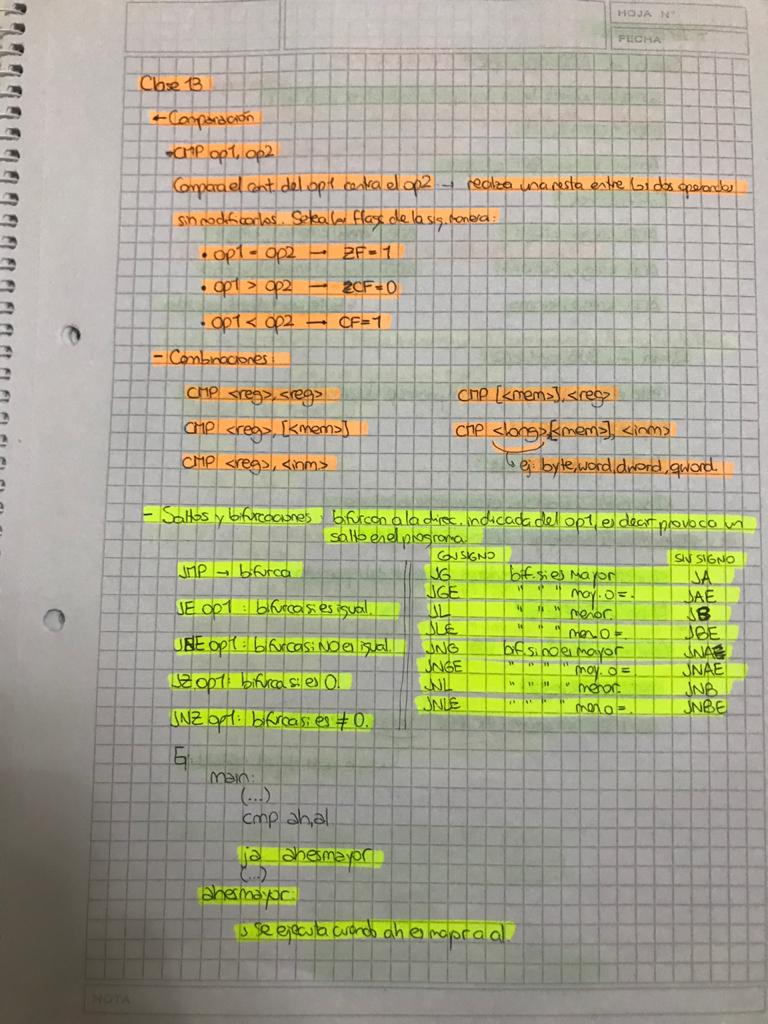 HOJA N°
FECHA
Clase 13
← Comparación
CMP op1, op2
Compara el cont. del op1 contra el op2 → realiza una resta entre los dos operandos
sin modificarlos. Setea los flags de la sig. manera:
• op1 = op2 → ZF=1
• op1 > op2 → CF=0
• op1 < op2 → CF=1
- Combinaciones:
CMP <reg>,<reg> CMP [<mem>],<reg>
CMP <reg>,[<mem>] CMP <long>[<mem>],<inm>
CMP <reg>,<inm> ej: byte,word,dword,qword.
- Saltos y bifurcaciones: bifurcan a la direc. indicada del op1, es decir provoca un
salto en el programa.
JMP → bifurca
JE op1: bifurca si es igual.
JNE op1: bifurca si NO es igual.
JZ op1: bifurca si es 0.
JNZ op1: bifurca si es ≠ 0.
CON SIGNO SIN SIGNO
JG bif. si es mayor JA
JGE " " " may. o =. JAE
JL " " " menor. JB
JLE " " " men. o =. JBE
JNG bif. si no es mayor JNA
JNGE " " " " may. o =. JNAE
JNL " " " " menor. JNB
JNLE " " " " men o =. JNBE
Ej:
main:
(...)
cmp ah,al
ja ahesmayor
(...)
ahesmayor:
↳ se ejecuta cuando ah es mayor a al.
NOTA